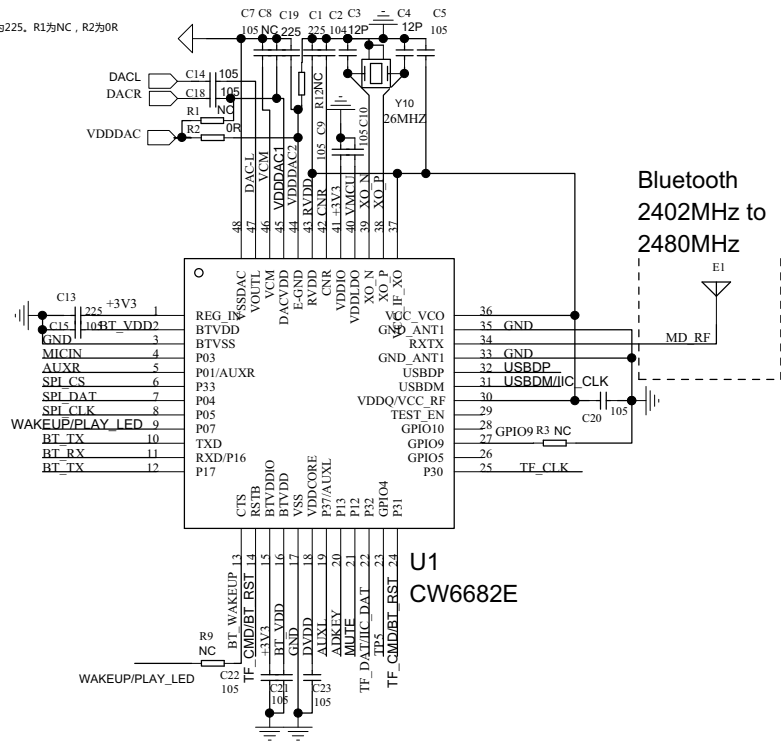 为225。R1为NC，R2为0R
C7 C8 C19 C1 C2 C3 C4 C5
105 NC 225 225 104 12P 12P 105
DACL C14 105
DACR C18 105
R1 NC
VDDDAC R2 0R
R12 NC
C9 105
C10 105
Y10
26MHZ
DAC-L
VCM
VDDDAC1
VDDDAC2
RVDD
CNR
+3V3
VMCU
XO_N
XO_P
48 47 46 45 44 43 42 41 40 39 38 37
VSSDAC
VOUTL
VCM
DACVDD
E-GND
RVDD
CNR
VDDIO
VDDLDO
XO_N
XO_P
Bluetooth
2402MHz to
2480MHz
E1
MD_RF
C13 225 +3V3 1 REG_IN
C15 105 BT_VDD 2 BTVDD
GND 3 BTVSS
MICIN 4 P03
AUXR 5 P01/AUXR
SPI_CS 6 P33
SPI_DAT 7 P04
SPI_CLK 8 P05
WAKEUP/PLAY_LED 9 P07
BT_TX 10 TXD
BT_RX 11 RXD/P16
BT_TX 12 P17
VCC_VCO 36
GND_ANT1 35 GND
RXTX 34
GND_ANT1 33 GND
USBDP 32 USBDP
USBDM 31 USBDM/IIC_CLK
VDDQ/VCC_RF 30
C20 105
TEST_EN 29
GPIO10 28
GPIO9 27 GPIO9 R3 NC
GPIO5 26
P30 25 TF_CLK
CTS
RSTB
BTVDDIO
BTVDD
VSS
VDDCORE
P37/AUXL
P13
P12
P32
GPIO4
P31
13 14 15 16 17 18 19 20 21 22 23 24
BT_WAKEUP
TF_CMD/BT_RST
+3V3
BT_VDD
GND
DVDD
AUXL
ADKEY
MUTE
TF_DAT/IIC_DAT
TP5
TF_CMD/BT_RST
U1
CW6682E
R9
NC
WAKEUP/PLAY_LED
C22
105
C21
105
C23
105